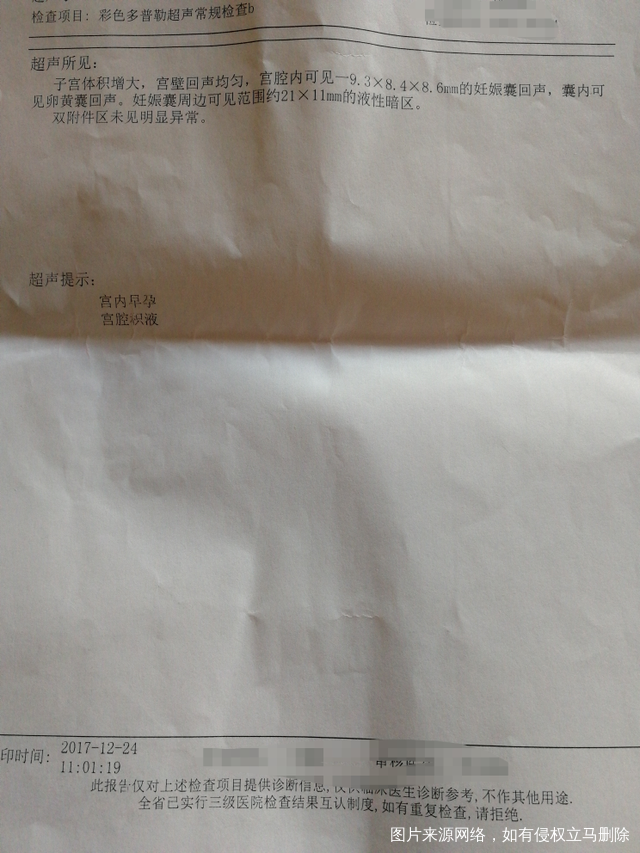 检查项目: 彩色多普勒超声常规检查b
超声所见:
子宫体积增大，宫壁回声均匀，宫腔内可见一9.3×8.4×8.6mm的妊娠囊回声，囊内可
见卵黄囊回声。妊娠囊周边可见范围约21×11mm的液性暗区。
双附件区未见明显异常。
超声提示:
宫内早孕
宫腔积液
印时间: 2017-12-24
11:01:19
此报告仅对上述检查项目提供诊断信息, 仅供临床医生诊断参考, 不作其他用途.
全省已实行三级医院检查结果互认制度, 如有重复检查, 请拒绝.
图片来源网络，如有侵权立马删除